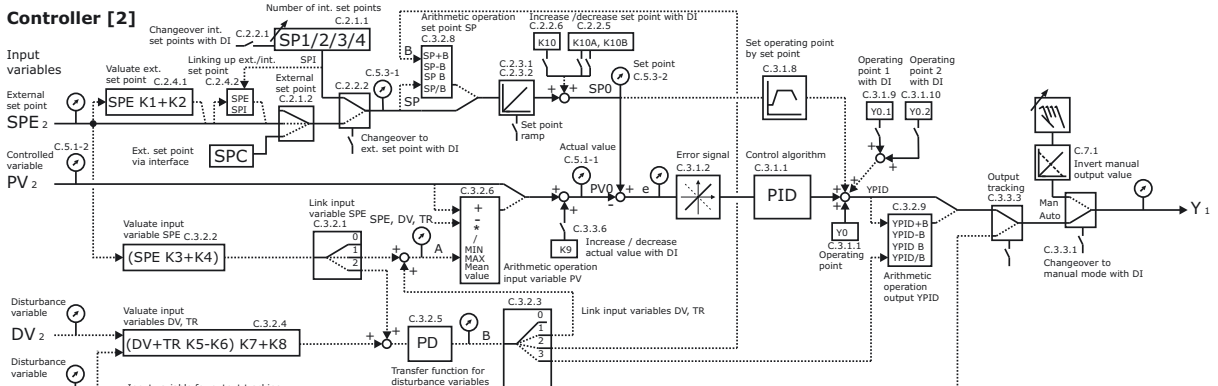 Controller [2]
Number of int. set points
C.2.1.1
SP1/2/3/4
Changeover int.
set points with DI
C.2.2.1
SPI
Input
variables
Valuate ext.
set point
C.2.4.1
SPE K1+K2
Linking up ext./int.
set point
C.2.4.2
SPE
SPI
External
set point
C.2.1.2
C.2.2.2
C.5.3-1
SP
External
set point
SPE 2
Ext. set point
via interface
SPC
Changeover to
ext. set point with DI
Arithmetic operation
set point SP
C.3.2.8
B
SP+B
SP-B
SP B
SP/B
C.2.3.1
C.2.3.2
Set point
ramp
Increase /decrease set point with DI
C.2.2.6
C.2.2.5
K10
K10A, K10B
+
+
Set point
C.5.3-2
SP0
Set operating point
by set point
C.3.1.8
Operating
point 1
with DI
C.3.1.9
Y0.1
Operating
point 2
with DI
C.3.1.10
Y0.2
+
+
C.7.1
Invert manual
output value
Controlled
variable
C.5.1-2
PV 2
Actual value
C.5.1-1
PV0
+
+
+
-
e
Error signal
C.3.1.2
Control algorithm
C.3.1.1
PID
+
+
+
+
YPID
Y0
C.3.1.1
Operating
point
C.3.2.9
YPID+B
YPID-B
YPID B
YPID/B
Arithmetic
operation
output YPID
Output
tracking
C.3.3.3
Man
Auto
C.3.3.1
Changeover to
manual mode with DI
Y 1
Valuate input
variable SPE
C.3.2.2
(SPE K3+K4)
Link input
variable SPE
C.3.2.1
0
1
2
SPE, DV, TR
+
+
A
C.3.2.6
+
-
*
/
MIN
MAX
Mean
value
Arithmetic operation
input variable PV
C.3.3.6
K9
Increase / decrease
actual value with DI
Disturbance
variable
DV 2
Valuate input
variables DV, TR
C.3.2.4
(DV+TR K5-K6) K7+K8
+
+
C.3.2.5
PD
Transfer function for
disturbance variables
B
C.3.2.3
0
1
2
3
Link input variables DV, TR
Disturbance
variable